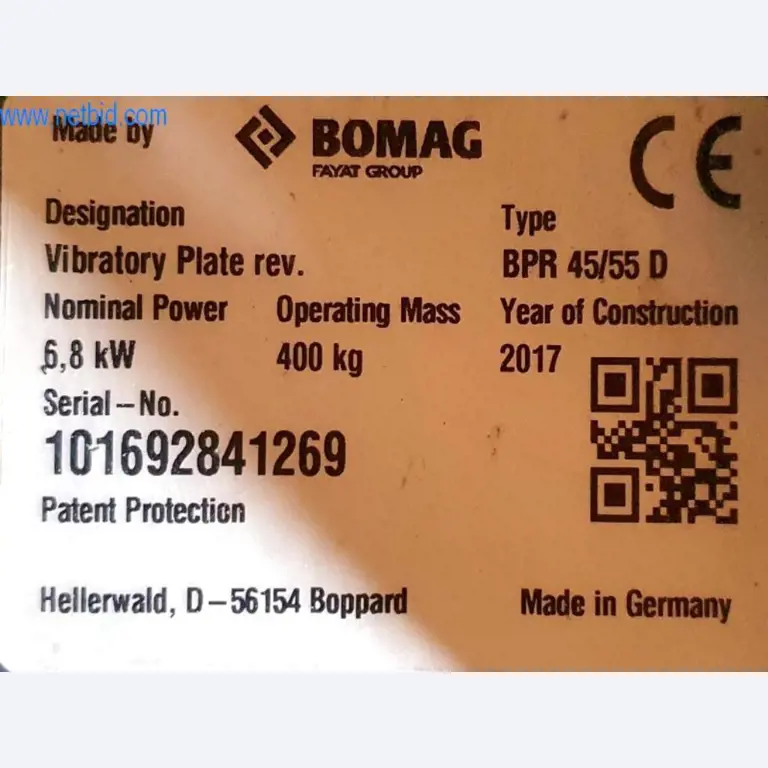 www.netbid.com
Made by
BOMAG
FAYAT GROUP
CE
Designation
Type
Vibratory Plate rev.
BPR 45/55 D
Nominal Power Operating Mass Year of Construction
6,8 kW 400 kg 2017
Serial–No.
101692841269
Patent Protection
Hellerwald, D–56154 Boppard Made in Germany